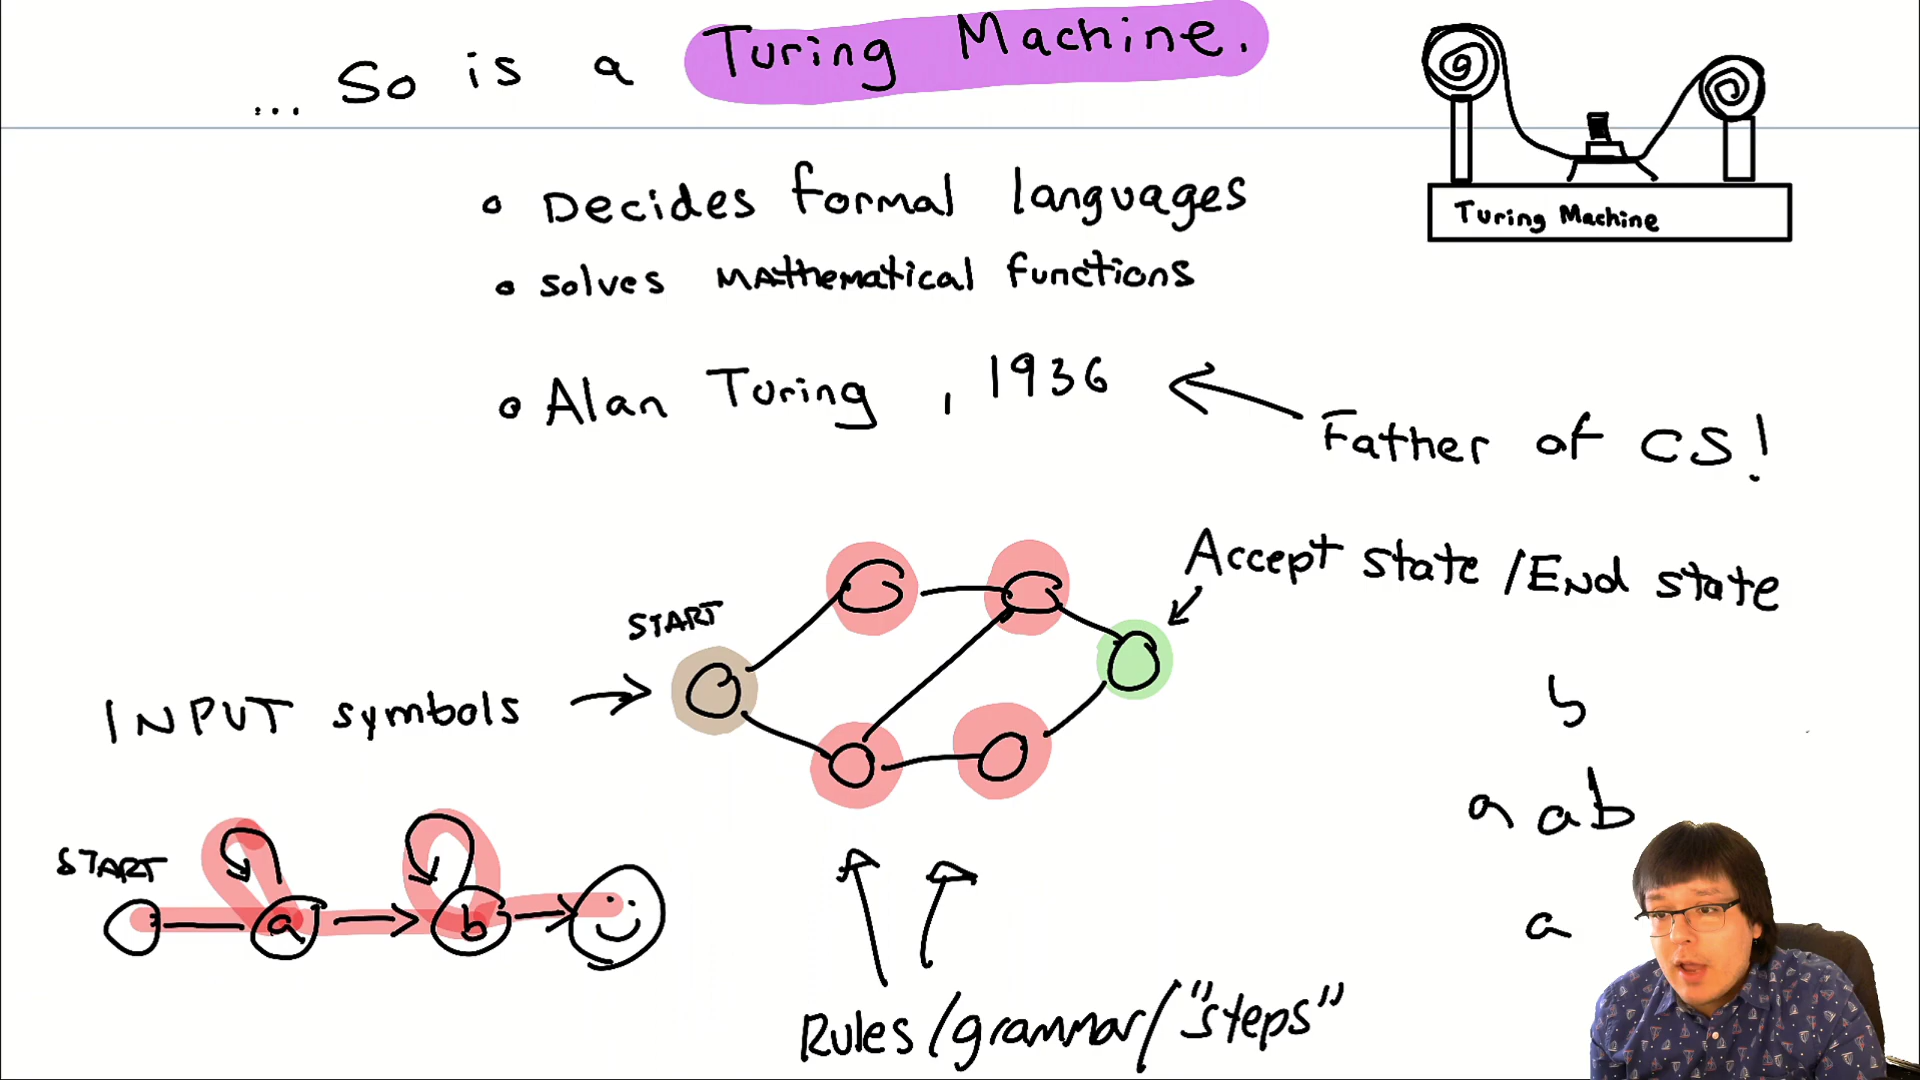 ... So is a Turing Machine.
Turing Machine
• Decides formal languages
• solves Mathematical functions
• Alan Turing , 1936
Father of CS!
Accept state /End state
START
INPUT symbols
b
a ab
a
START
a b
Rules/grammar/"steps"